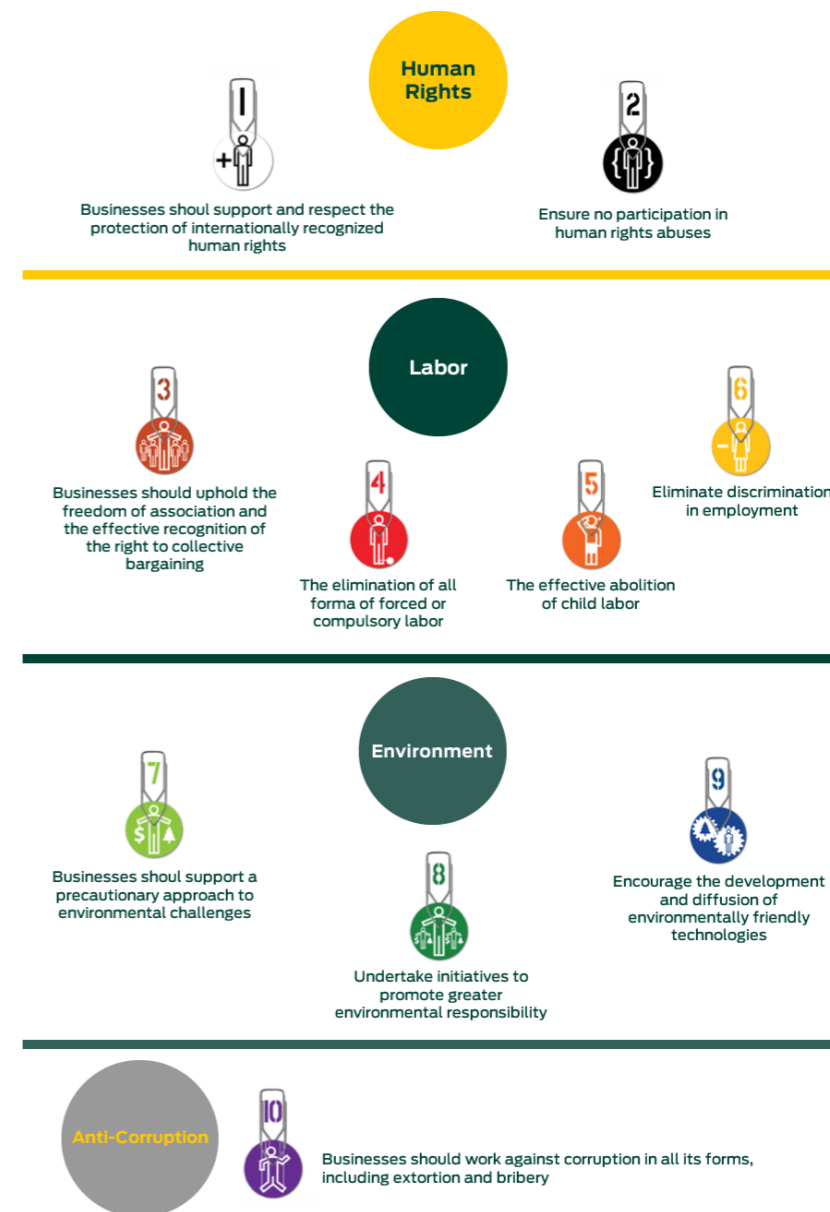 Human
Rights
1
2
Businesses shoul support and respect the
protection of internationally recognized
human rights
Ensure no participation in
human rights abuses
Labor
3
Businesses should uphold the
freedom of association and
the effective recognition of
the right to collective
bargaining
4
The elimination of all
forma of forced or
compulsory labor
5
The effective abolition
of child labor
6
Eliminate discrimination
in employment
Environment
7
Businesses shoul support a
precautionary approach to
environmental challenges
8
Undertake initiatives to
promote greater
environmental responsibility
9
Encourage the development
and diffusion of
environmentally friendly
technologies
Anti-Corruption
10
Businesses should work against corruption in all its forms,
including extortion and bribery